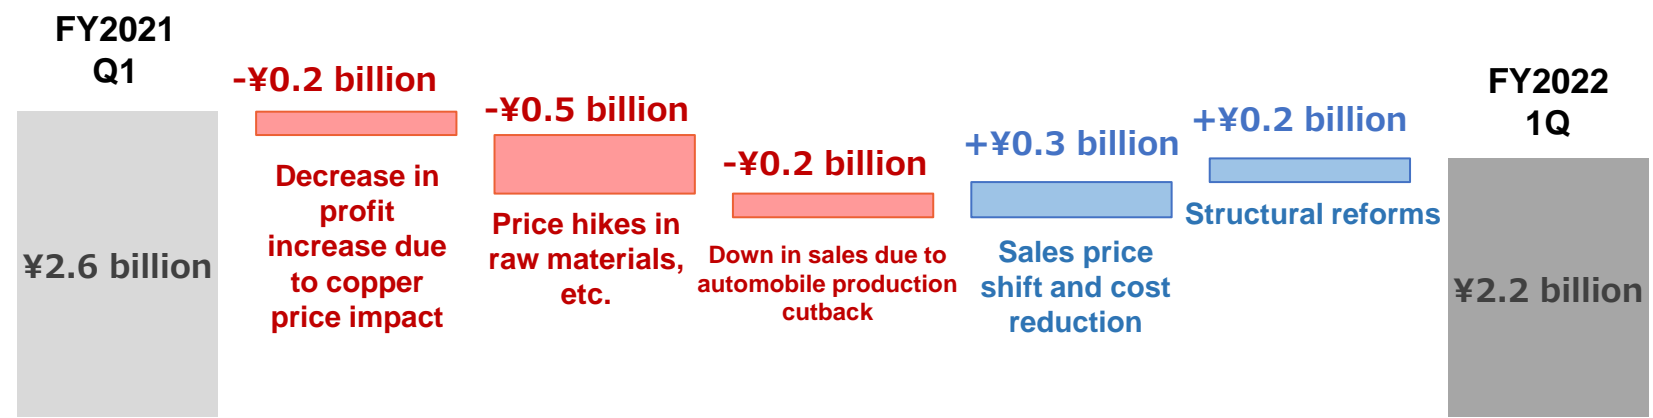 FY2021
Q1
¥2.6 billion
-¥0.2 billion
Decrease in
profit
increase due
to copper
price impact
-¥0.5 billion
Price hikes in
raw materials,
etc.
-¥0.2 billion
Down in sales due to
automobile production
cutback
+¥0.3 billion
Sales price
shift and cost
reduction
+¥0.2 billion
Structural reforms
FY2022
1Q
¥2.2 billion